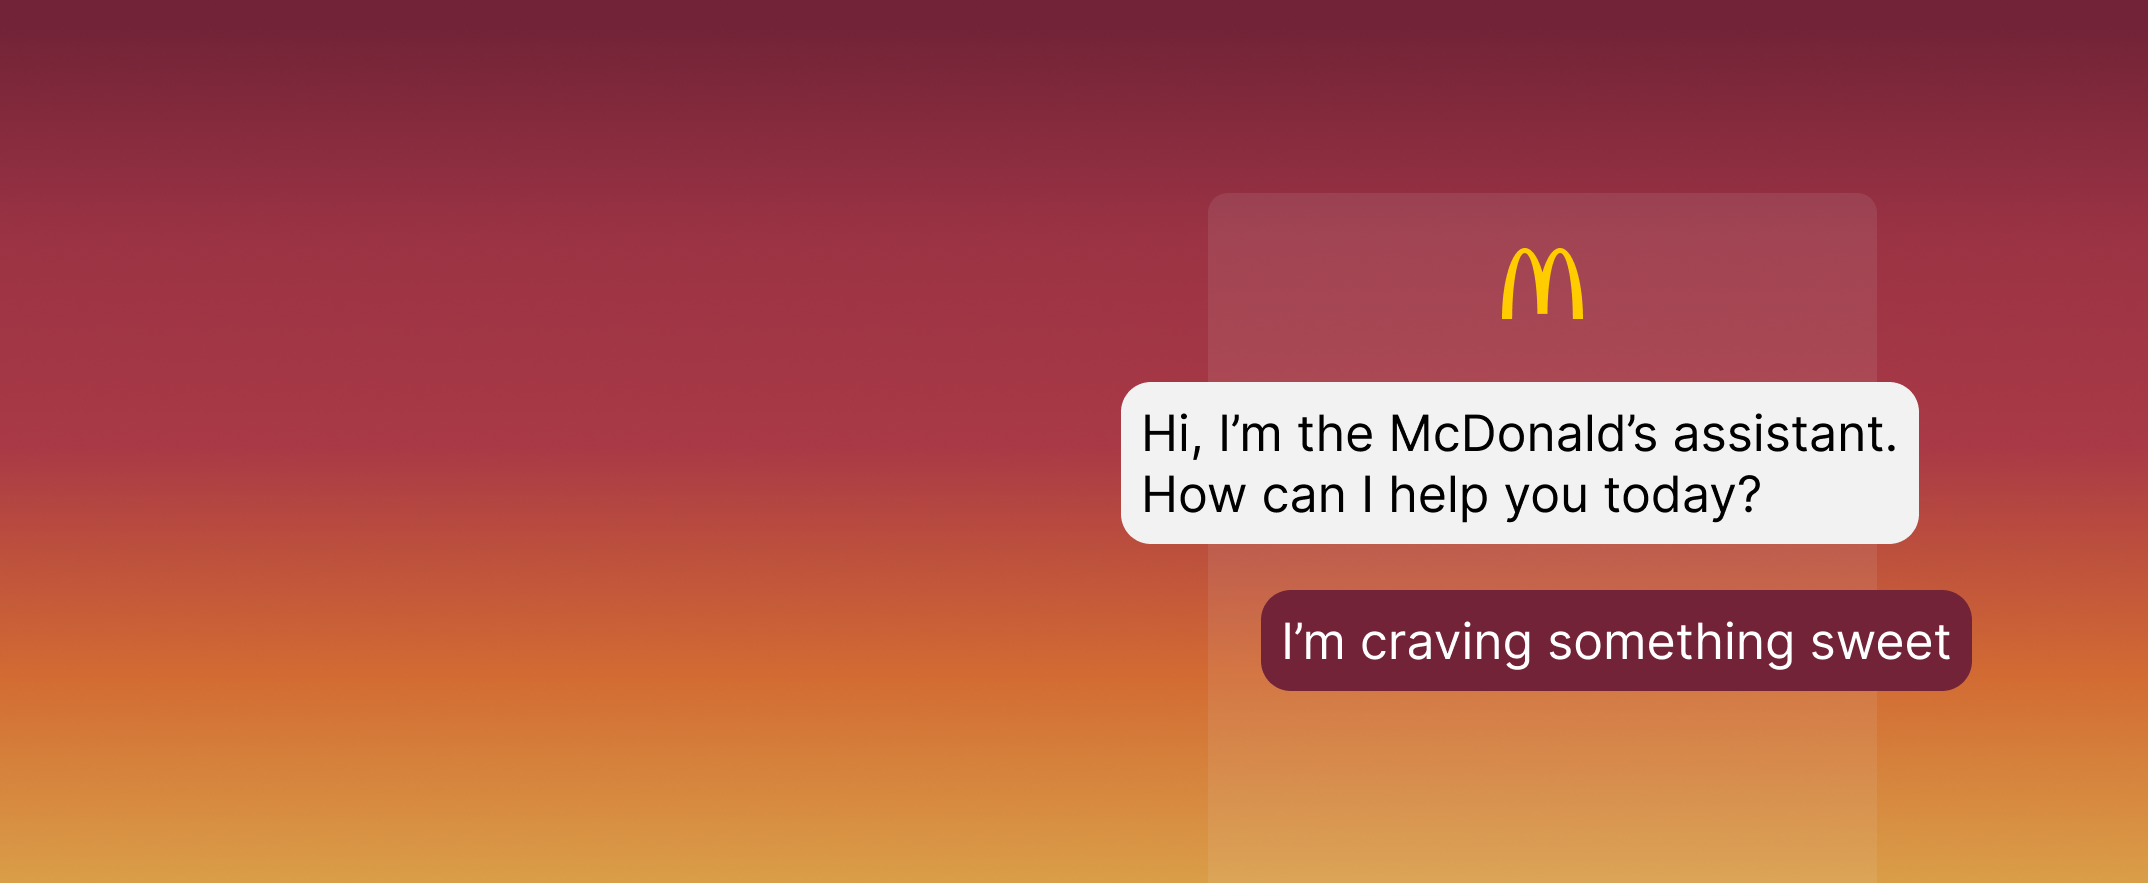 Hi, I’m the McDonald’s assistant.
How can I help you today?
I’m craving something sweet